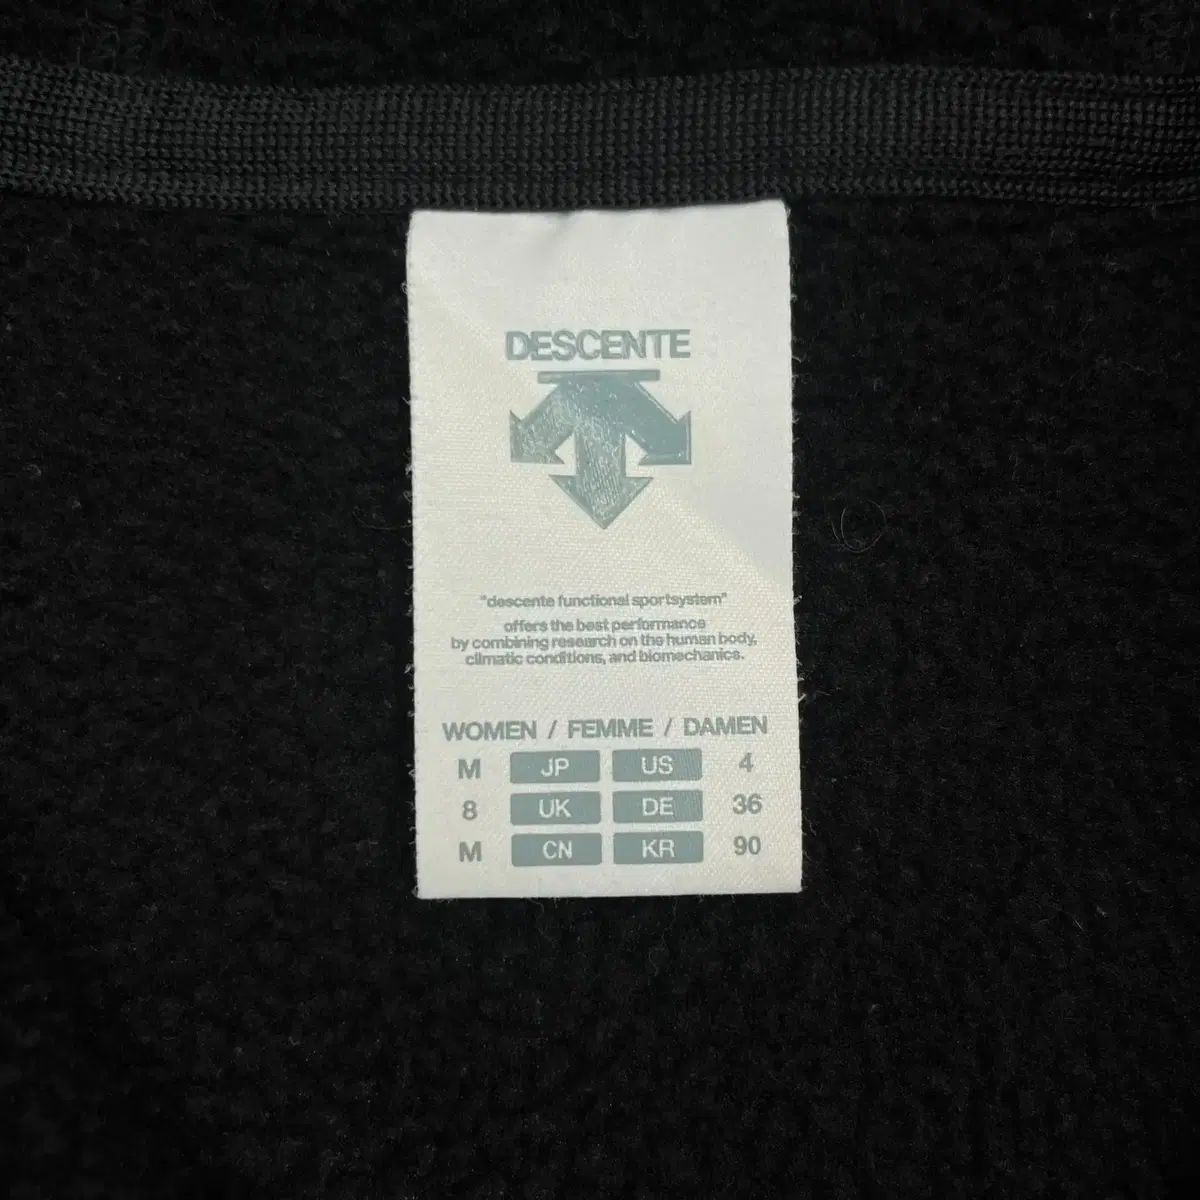 DESCENTE
"descente functional sportsystem"
offers the best performance
by combining research on the human body,
climatic conditions, and biomechanics.
WOMEN / FEMME / DAMEN
M JP US 4
8 UK DE 36
M CN KR 90